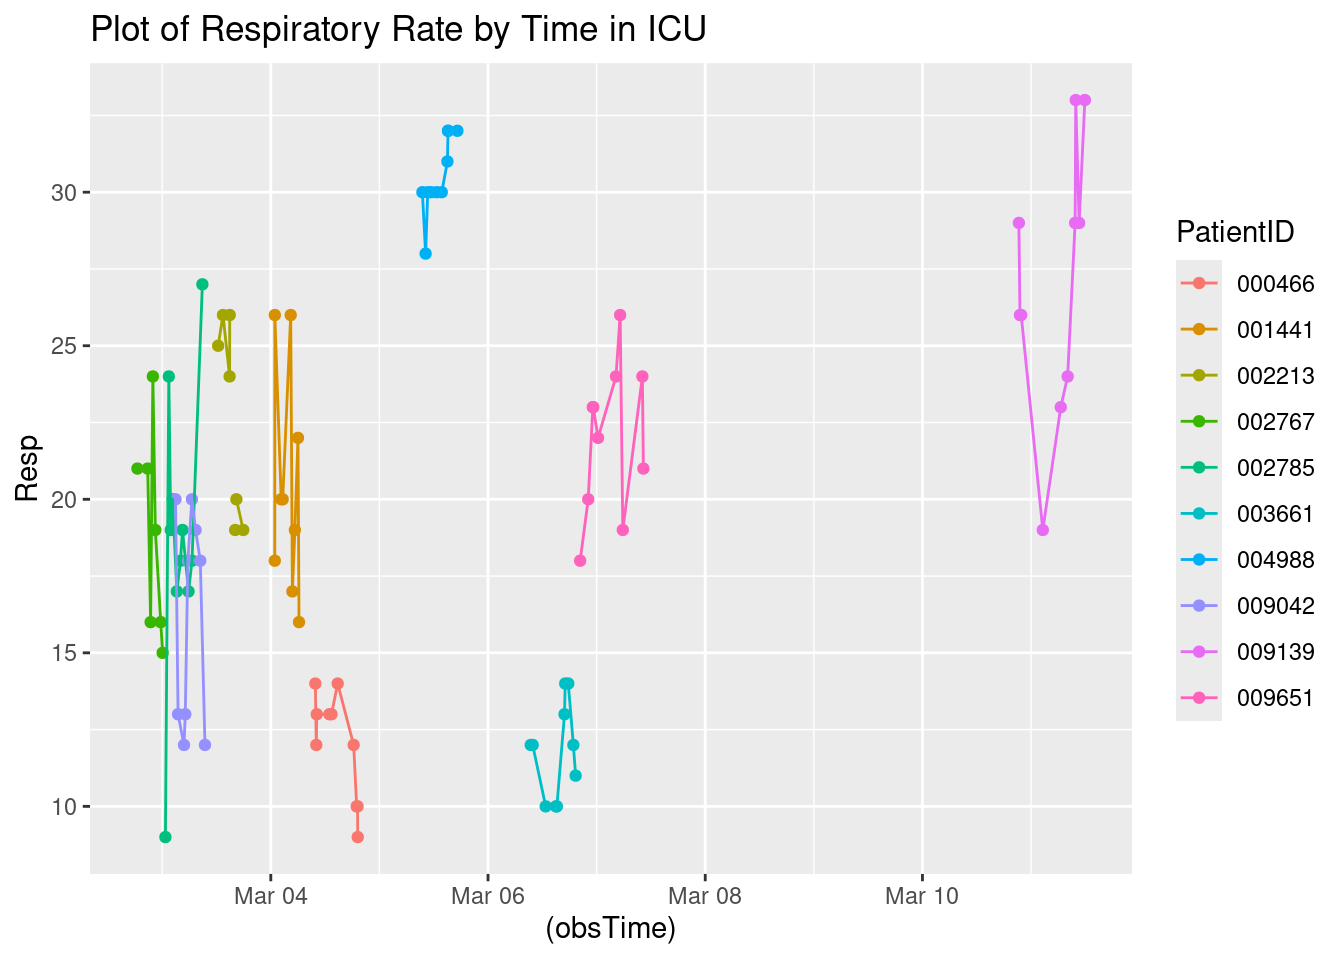 Plot of Respiratory Rate by Time in ICU
30
25
20
15
10
Resp
Mar 04
Mar 06
Mar 08
Mar 10
(obsTime)
PatientID
000466
001441
002213
002767
002785
003661
004988
009042
009139
009651